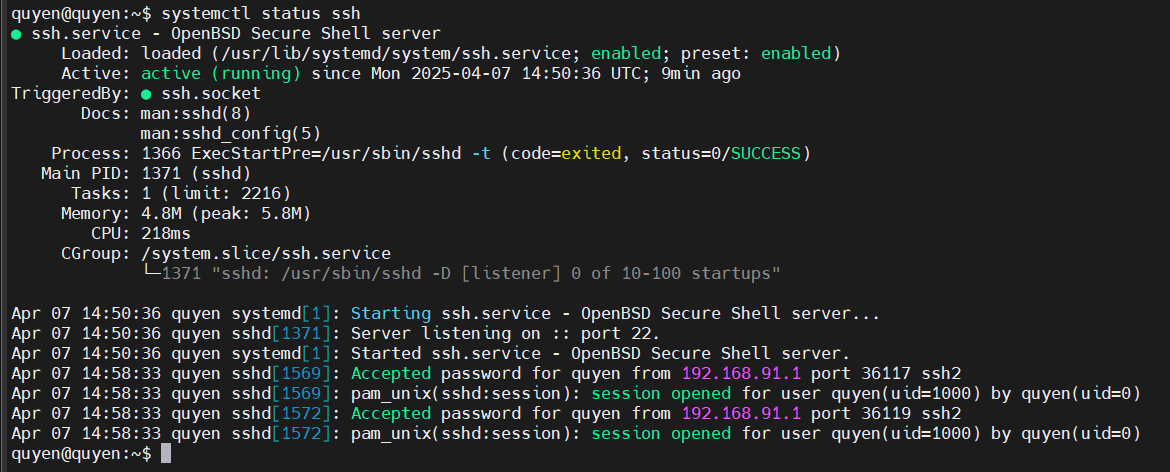 quyen@quyen:~$ systemctl status ssh
● ssh.service - OpenBSD Secure Shell server
     Loaded: loaded (/usr/lib/systemd/system/ssh.service; enabled; preset: enabled)
     Active: active (running) since Mon 2025-04-07 14:50:36 UTC; 9min ago
TriggeredBy: ● ssh.socket
       Docs: man:sshd(8)
             man:sshd_config(5)
    Process: 1366 ExecStartPre=/usr/sbin/sshd -t (code=exited, status=0/SUCCESS)
   Main PID: 1371 (sshd)
      Tasks: 1 (limit: 2216)
     Memory: 4.8M (peak: 5.8M)
        CPU: 218ms
     CGroup: /system.slice/ssh.service
             └─1371 "sshd: /usr/sbin/sshd -D [listener] 0 of 10-100 startups"

Apr 07 14:50:36 quyen systemd[1]: Starting ssh.service - OpenBSD Secure Shell server...
Apr 07 14:50:36 quyen sshd[1371]: Server listening on :: port 22.
Apr 07 14:50:36 quyen systemd[1]: Started ssh.service - OpenBSD Secure Shell server.
Apr 07 14:58:33 quyen sshd[1569]: Accepted password for quyen from 192.168.91.1 port 36117 ssh2
Apr 07 14:58:33 quyen sshd[1569]: pam_unix(sshd:session): session opened for user quyen(uid=1000) by quyen(uid=0)
Apr 07 14:58:33 quyen sshd[1572]: Accepted password for quyen from 192.168.91.1 port 36119 ssh2
Apr 07 14:58:33 quyen sshd[1572]: pam_unix(sshd:session): session opened for user quyen(uid=1000) by quyen(uid=0)
quyen@quyen:~$